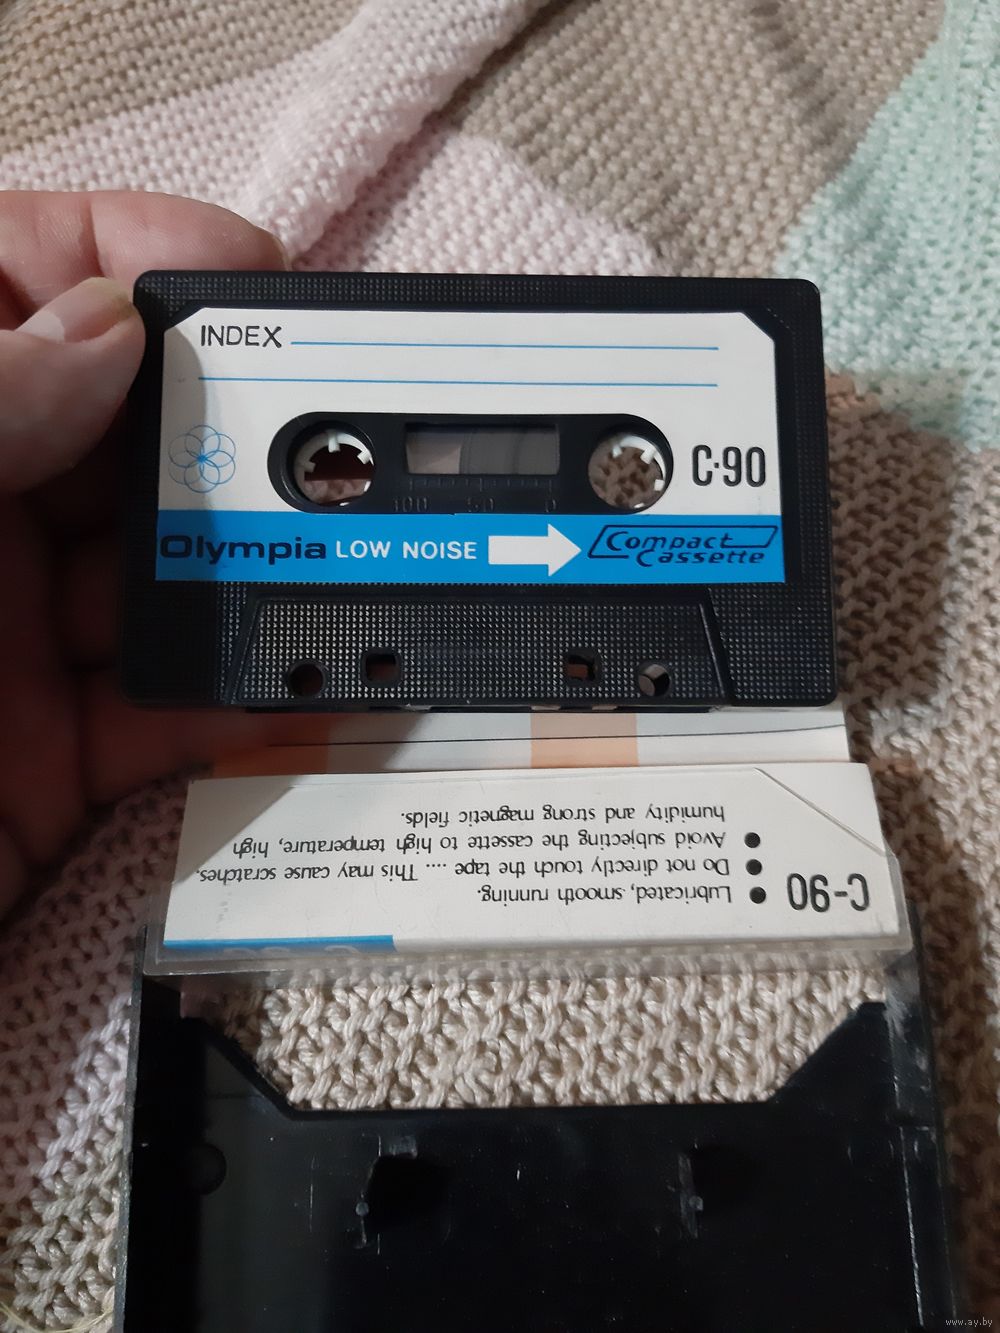 INDEX
C·90
100 50 0
Olympia LOW NOISE Compact Cassette
C-90
● Lubricated, smooth running.
● Do not directly touch the tape .... This may cause scratches.
● Avoid subjecting the cassette to high temperature, high
humidity and strong magnetic fields.
www.ay.by